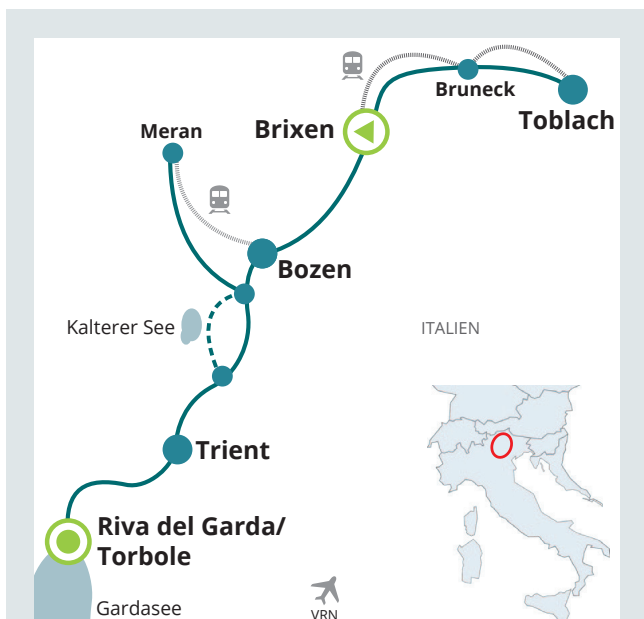 Bruneck
Toblach
Meran
Brixen
Bozen
Kalterer See
ITALIEN
Trient
Riva del Garda/
Torbole
Gardasee
VRN